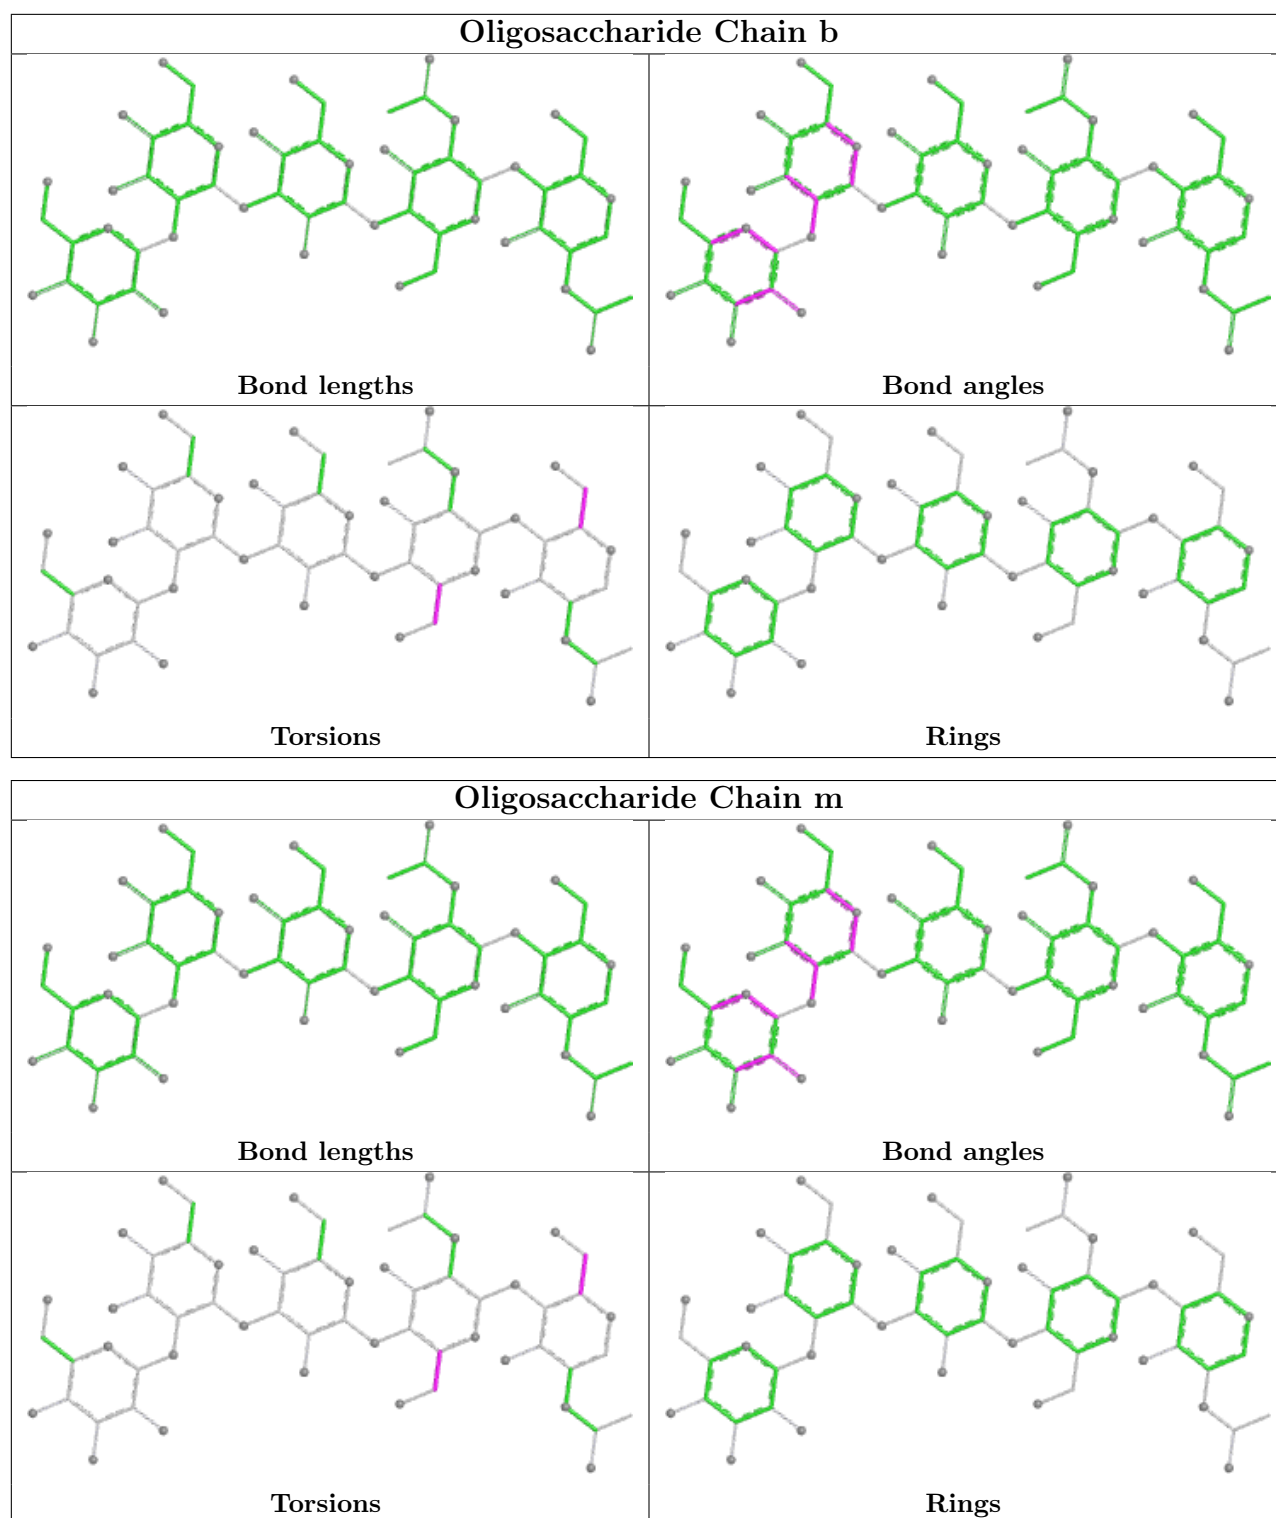 Oligosaccharide Chain b
Bond lengths
Bond angles
Torsions
Rings
Oligosaccharide Chain m
Bond lengths
Bond angles
Torsions
Rings